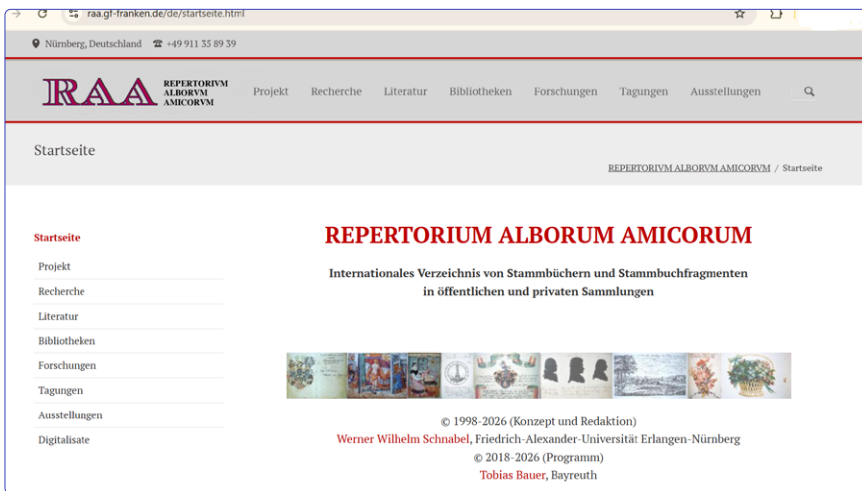 raa.gf-franken.de/de/startseite.html
Nürnberg, Deutschland +49 911 35 89 39
RAA REPERTORIVM
ALBORVM
AMICORVM
Projekt Recherche Literatur Bibliotheken Forschungen Tagungen Ausstellungen
Startseite
REPERTORIVM ALBORVM AMICORVM / Startseite
Startseite
Projekt
Recherche
Literatur
Bibliotheken
Forschungen
Tagungen
Ausstellungen
Digitalisate
REPERTORIUM ALBORUM AMICORUM
Internationales Verzeichnis von Stammbüchern und Stammbuchfragmenten
in öffentlichen und privaten Sammlungen
© 1998-2026 (Konzept und Redaktion)
Werner Wilhelm Schnabel, Friedrich-Alexander-Universität Erlangen-Nürnberg
© 2018-2026 (Programm)
Tobias Bauer, Bayreuth